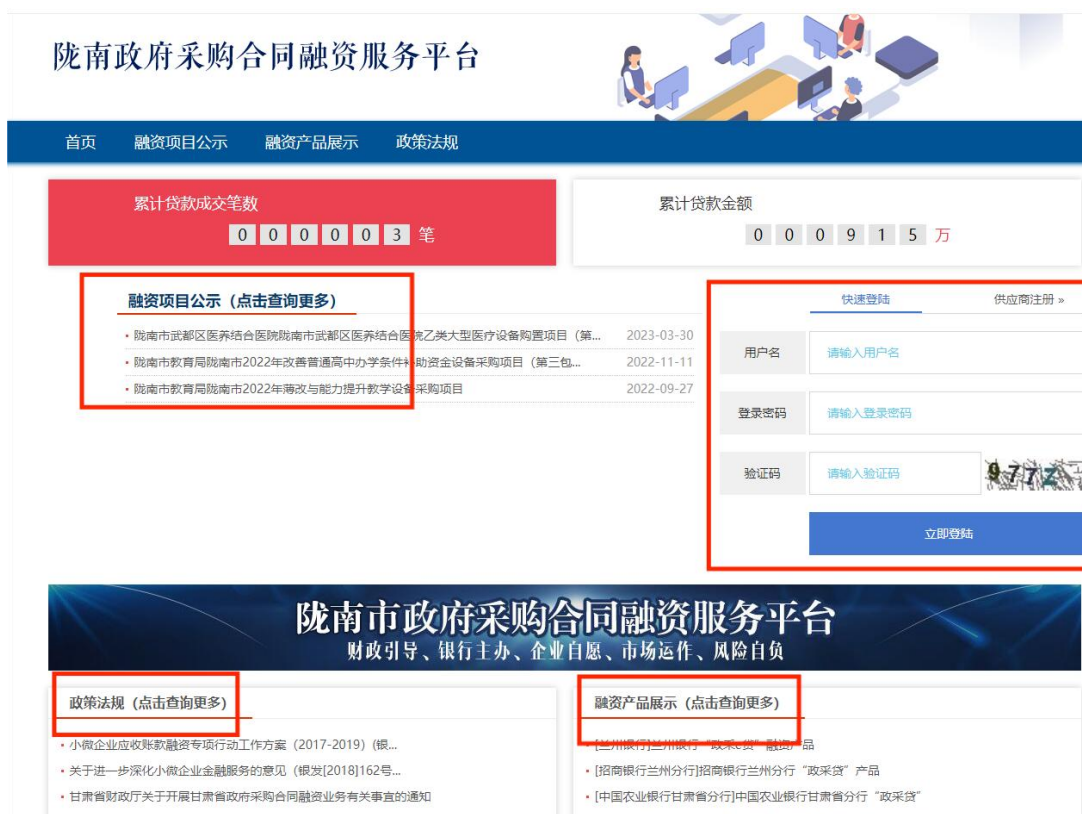 陇南政府采购合同融资服务平台
首页 融资项目公示 融资产品展示 政策法规
累计贷款成交笔数
0 0 0 0 0 3 笔
累计贷款金额
0 0 0 9 1 5 万
融资项目公示（点击查询更多）
· 陇南市武都区医养结合医院陇南市武都区医养结合医院乙类大型医疗设备购置项目（第... 2023-03-30
· 陇南市教育局陇南市2022年改善普通高中办学条件补助资金设备采购项目（第三包... 2022-11-11
· 陇南市教育局陇南市2022年薄改与能力提升教学设备采购项目 2022-09-27
快速登陆 供应商注册 »
用户名 请输入用户名
登录密码 请输入登录密码
验证码 请输入验证码
立即登陆
陇南市政府采购合同融资服务平台
财政引导、银行主办、企业自愿、市场运作、风险自负
政策法规（点击查询更多）
· 小微企业应收账款融资专项行动工作方案（2017-2019）（银...
· 关于进一步深化小微企业金融服务的意见（银发[2018]162号...
· 甘肃省财政厅关于开展甘肃省政府采购合同融资业务有关事宜的通知
融资产品展示（点击查询更多）
· [兰州银行]兰州银行“政采e贷”融资产品
· [招商银行兰州分行]招商银行兰州分行“政采贷”产品
· [中国农业银行甘肃省分行]中国农业银行甘肃省分行“政采贷”